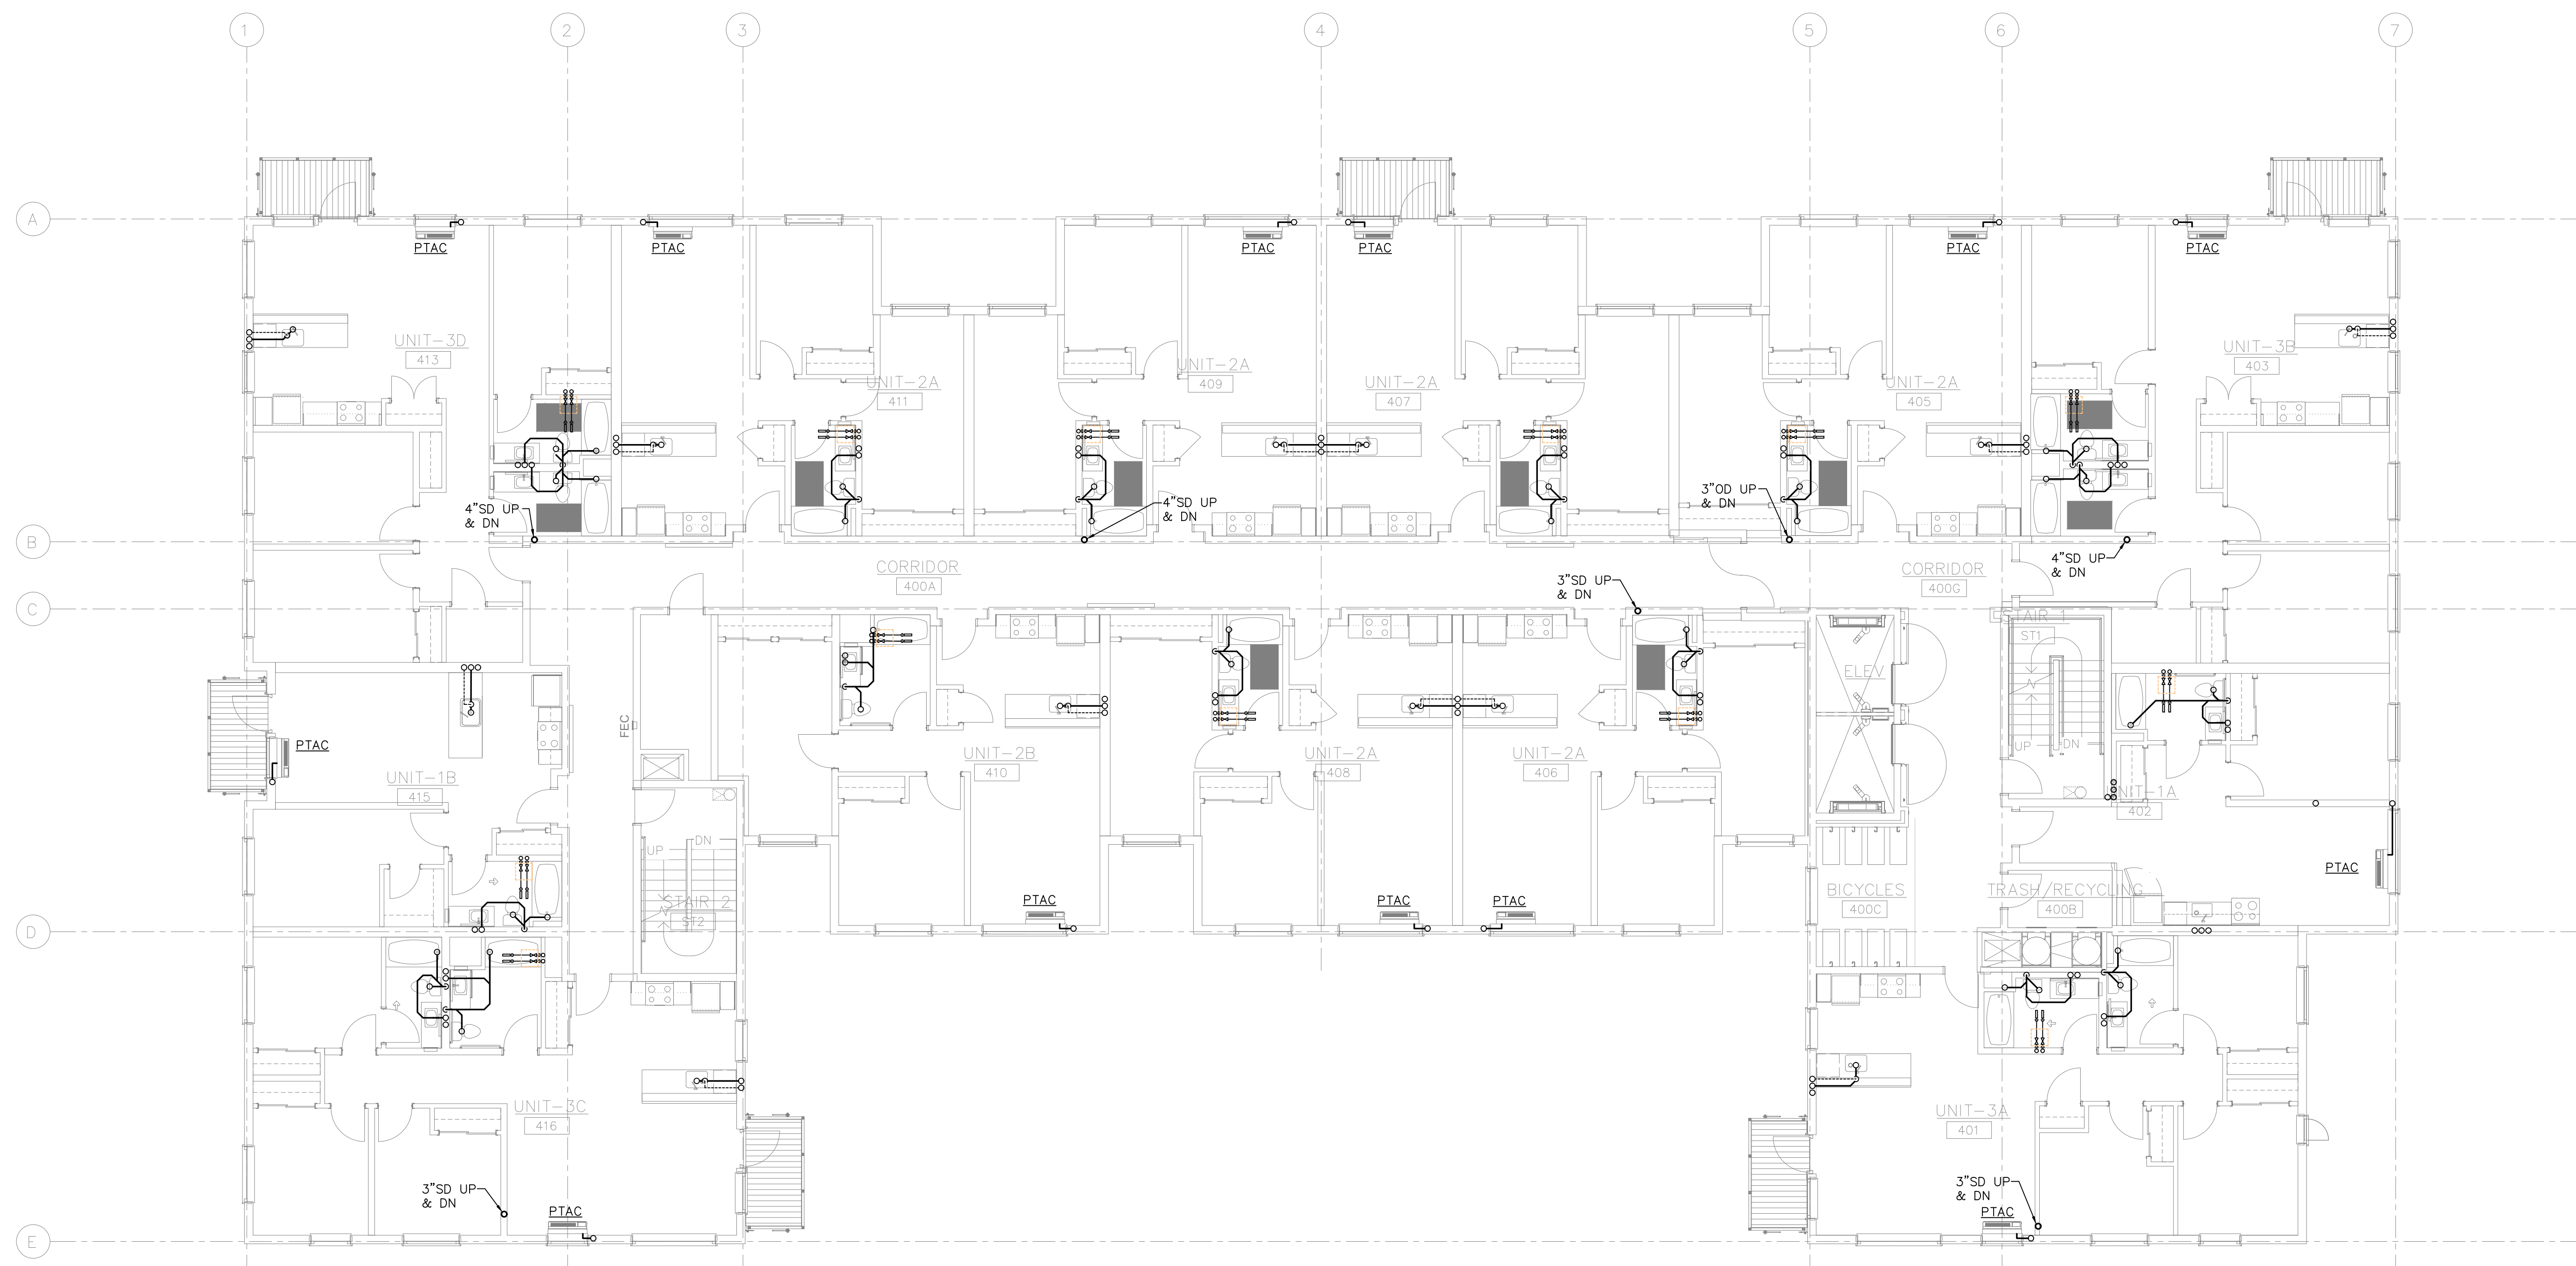 1
2
3
4
5
6
7
A
PTAC
PTAC
PTAC
PTAC
PTAC
PTAC
UNIT-3D
413
UNIT-2A
411
UNIT-2A
409
UNIT-2A
407
UNIT-2A
405
UNIT-3B
403
4"SD UP
& DN
4"SD UP
& DN
3"OD UP
& DN
4"SD UP
& DN
B
CORRIDOR
400A
CORRIDOR
400G
3"SD UP
& DN
C
STAIR 1
ST1
UP
DN
ELEV
FEC
PTAC
UNIT-1B
415
UNIT-2B
410
UNIT-2A
408
UNIT-2A
406
UNIT-1A
402
UP
DN
STAIR 2
ST2
PTAC
PTAC
PTAC
PTAC
BICYCLES
400C
TRASH/RECYCLING
400B
D
UNIT-3C
416
UNIT-3A
401
3"SD UP
& DN
PTAC
3"SD UP
& DN
PTAC
E